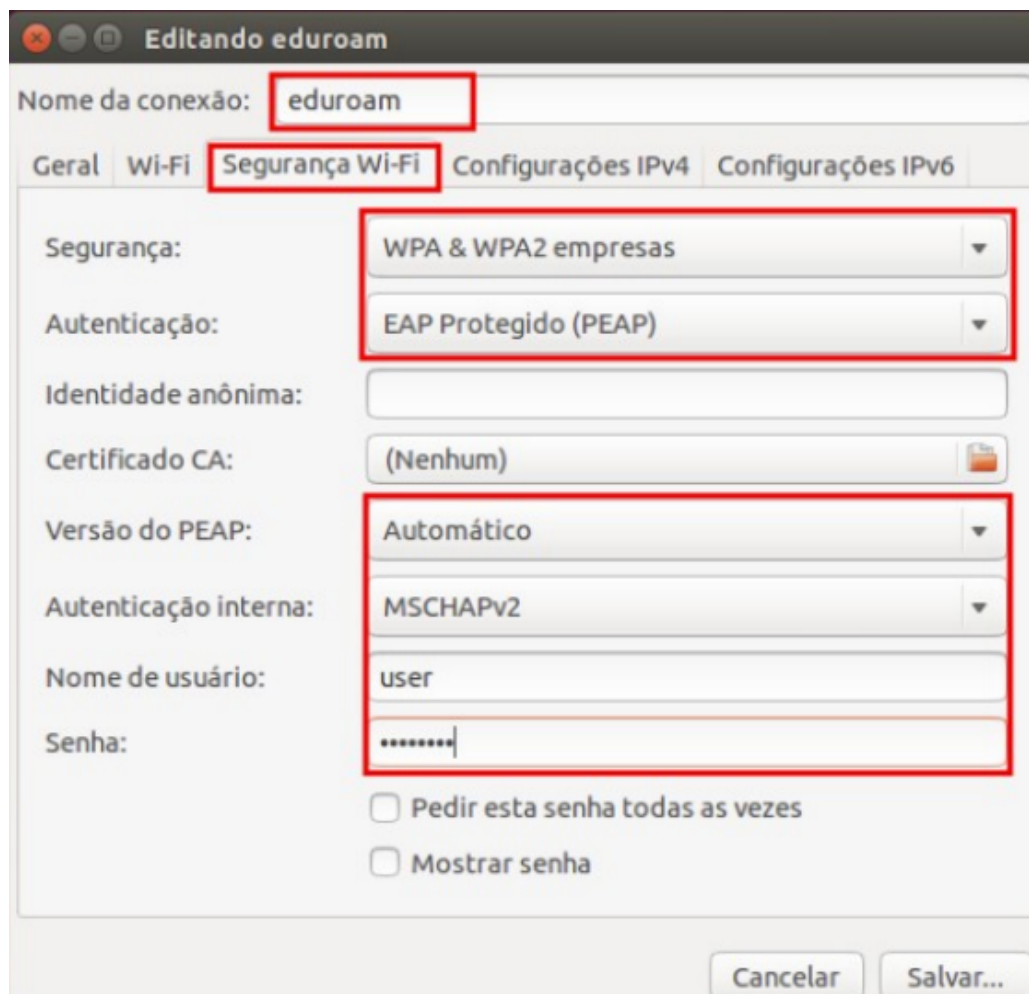 Editando eduroam
Nome da conexão: eduroam
Geral Wi-Fi Segurança Wi-Fi Configurações IPv4 Configurações IPv6
Segurança: WPA & WPA2 empresas
Autenticação: EAP Protegido (PEAP)
Identidade anônima:
Certificado CA: (Nenhum)
Versão do PEAP: Automático
Autenticação interna: MSCHAPv2
Nome de usuário: user
Senha: ••••••••
Pedir esta senha todas as vezes
Mostrar senha
Cancelar Salvar...